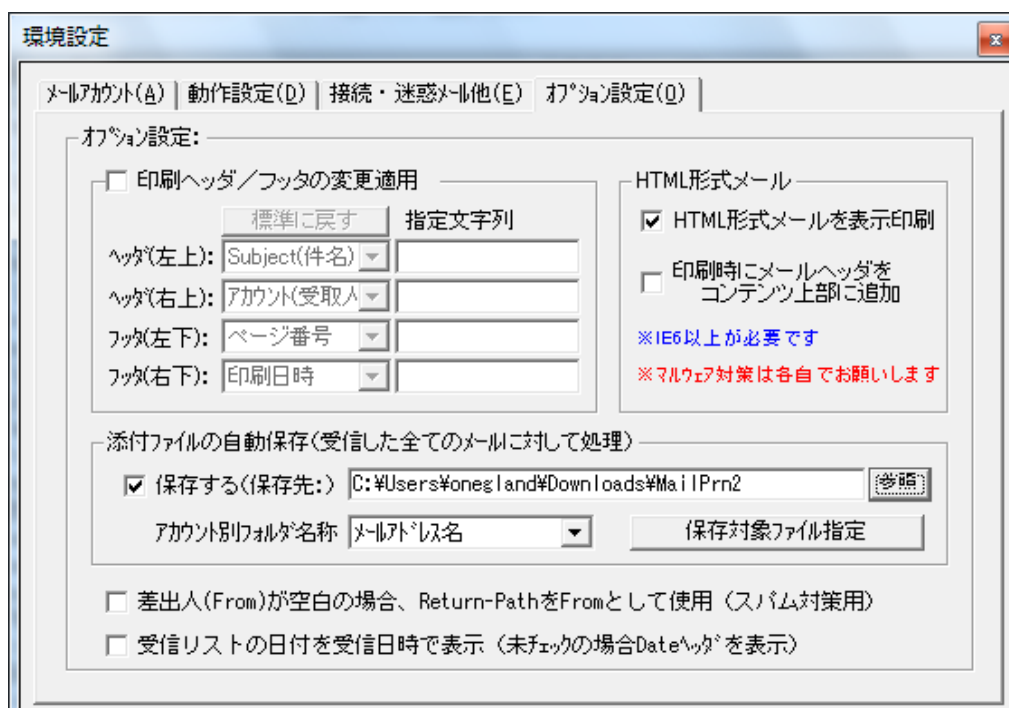 環境設定
ﾒｰﾙｱｶｳﾝﾄ(A)
動作設定(D)
接続・迷惑ﾒｰﾙ他(E)
ｵﾌﾟｼｮﾝ設定(O)
ｵﾌﾟｼｮﾝ設定:
印刷ヘッダ／フッタの変更適用
標準に戻す
指定文字列
ﾍｯﾀﾞ(左上):
Subject(件名)
ﾍｯﾀﾞ(右上):
ｱｶｳﾝﾄ(受取人
ﾌｯﾀ(左下):
ページ番号
ﾌｯﾀ(右下):
印刷日時
HTML形式メール
HTML形式メールを表示印刷
印刷時にメールヘッダを
コンテンツ上部に追加
※IE6以上が必要です
※ﾏﾙｳｪｱ対策は各自でお願いします
添付ﾌｧｲﾙの自動保存(受信した全てのﾒｰﾙに対して処理)
保存する(保存先:)
C:¥Users¥onegland¥Downloads¥MailPrn2
参照
ｱｶｳﾝﾄ別ﾌｫﾙﾀﾞ名称
ﾒｰﾙｱﾄﾞﾚｽ名
保存対象ﾌｧｲﾙ指定
差出人(From)が空白の場合、Return-PathをFromとして使用（スパム対策用）
受信リストの日付を受信日時で表示（未ﾁｪｯｸの場合Dateﾍｯﾀﾞを表示）